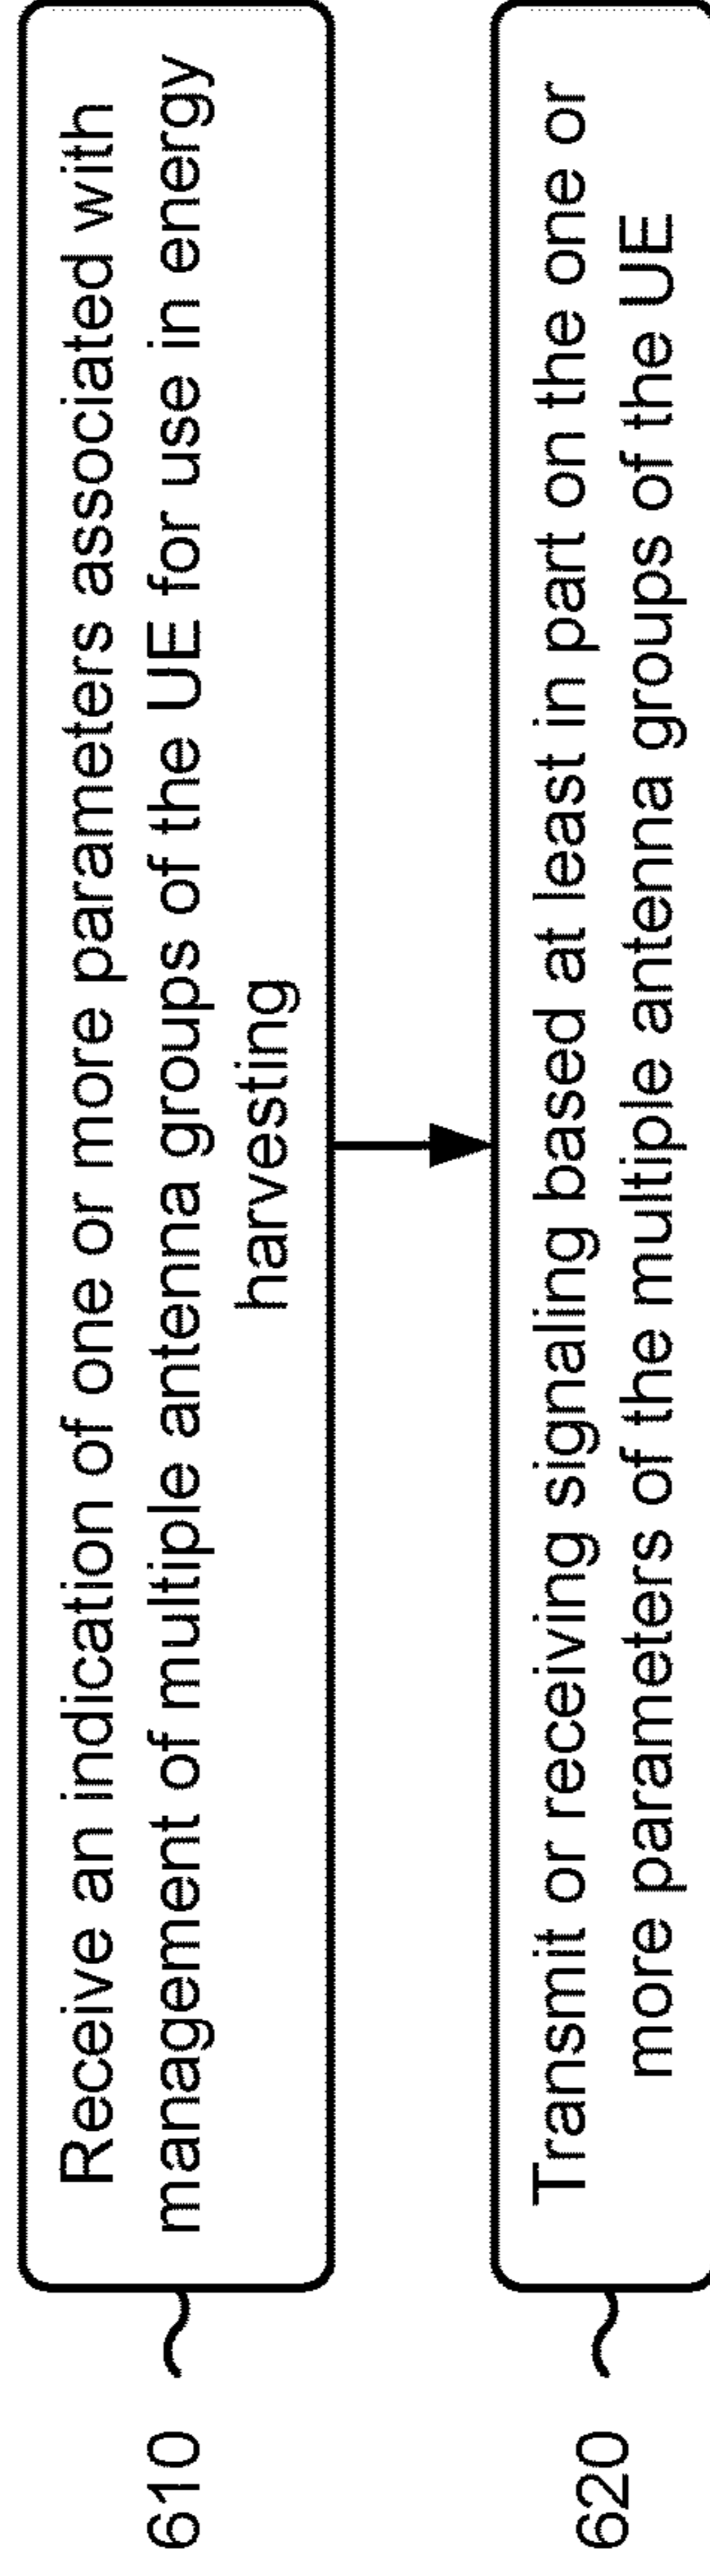 610
Receive an indication of one or more parameters associated with
management of multiple antenna groups of the UE for use in energy
harvesting
620
Transmit or receiving signaling based at least in part on the one or
more parameters of the multiple antenna groups of the UE